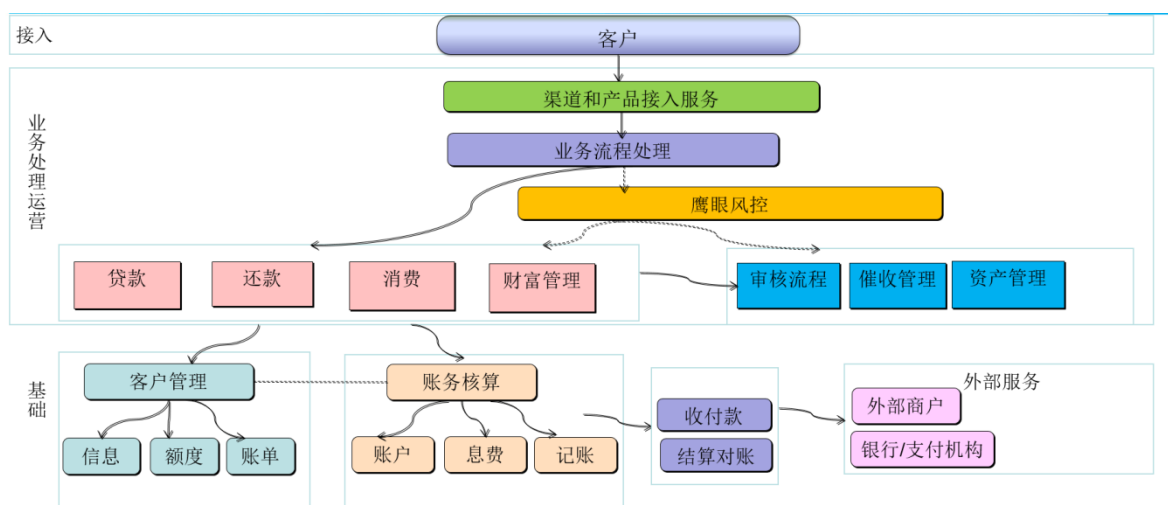 接入
客户
业务处理运营
渠道和产品接入服务
业务流程处理
鹰眼风控
贷款
还款
消费
财富管理
审核流程
催收管理
资产管理
基础
客户管理
信息
额度
账单
账务核算
账户
息费
记账
收付款
结算对账
外部服务
外部商户
银行/支付机构